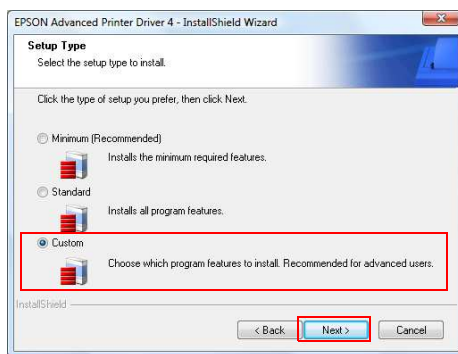 EPSON Advanced Printer Driver 4 - InstallShield Wizard
Setup Type
Select the setup type to install.
Click the type of setup you prefer, then click Next.
Minimum (Recommended)
Installs the minimum required features.
Standard
Installs all program features.
Custom
Choose which program features to install. Recommended for advanced users.
InstallShield
< Back Next > Cancel